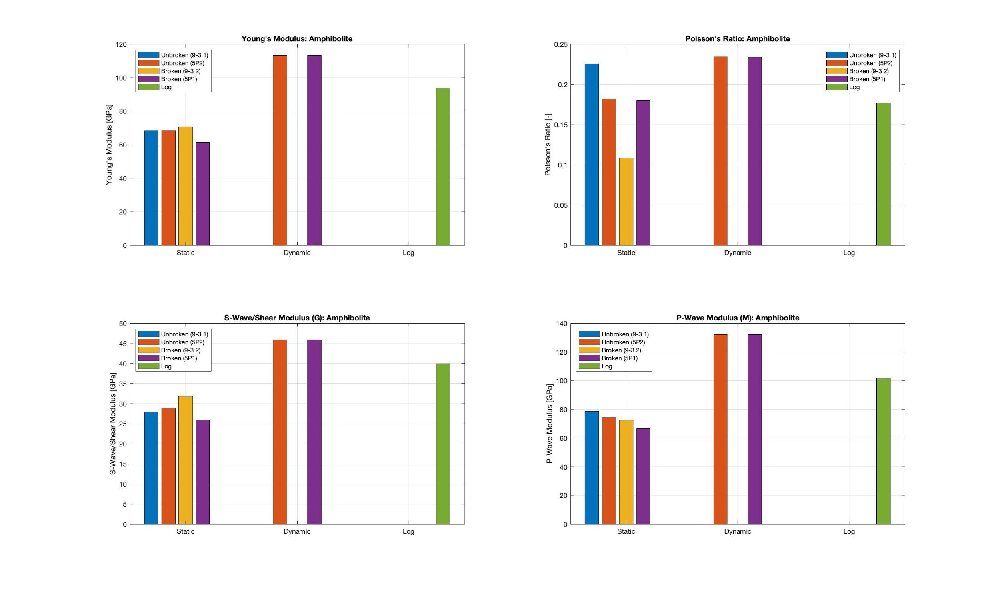 Young's Modulus: Amphibolite
120
100
80
60
40
20
0
Young's Modulus [GPa]
Unbroken (9-3 1)
Unbroken (5P2)
Broken (9-3 2)
Broken (5P1)
Log
Static
Dynamic
Log
Poisson's Ratio: Amphibolite
0.25
0.2
0.15
0.1
0.05
0
Poisson's Ratio [-]
Unbroken (9-3 1)
Unbroken (5P2)
Broken (9-3 2)
Broken (5P1)
Log
Static
Dynamic
Log
S-Wave/Shear Modulus (G): Amphibolite
50
45
40
35
30
25
20
15
10
5
0
S-Wave/Shear Modulus [GPa]
Unbroken (9-3 1)
Unbroken (5P2)
Broken (9-3 2)
Broken (5P1)
Log
Static
Dynamic
Log
P-Wave Modulus (M): Amphibolite
140
120
100
80
60
40
20
0
P-Wave Modulus [GPa]
Unbroken (9-3 1)
Unbroken (5P2)
Broken (9-3 2)
Broken (5P1)
Log
Static
Dynamic
Log